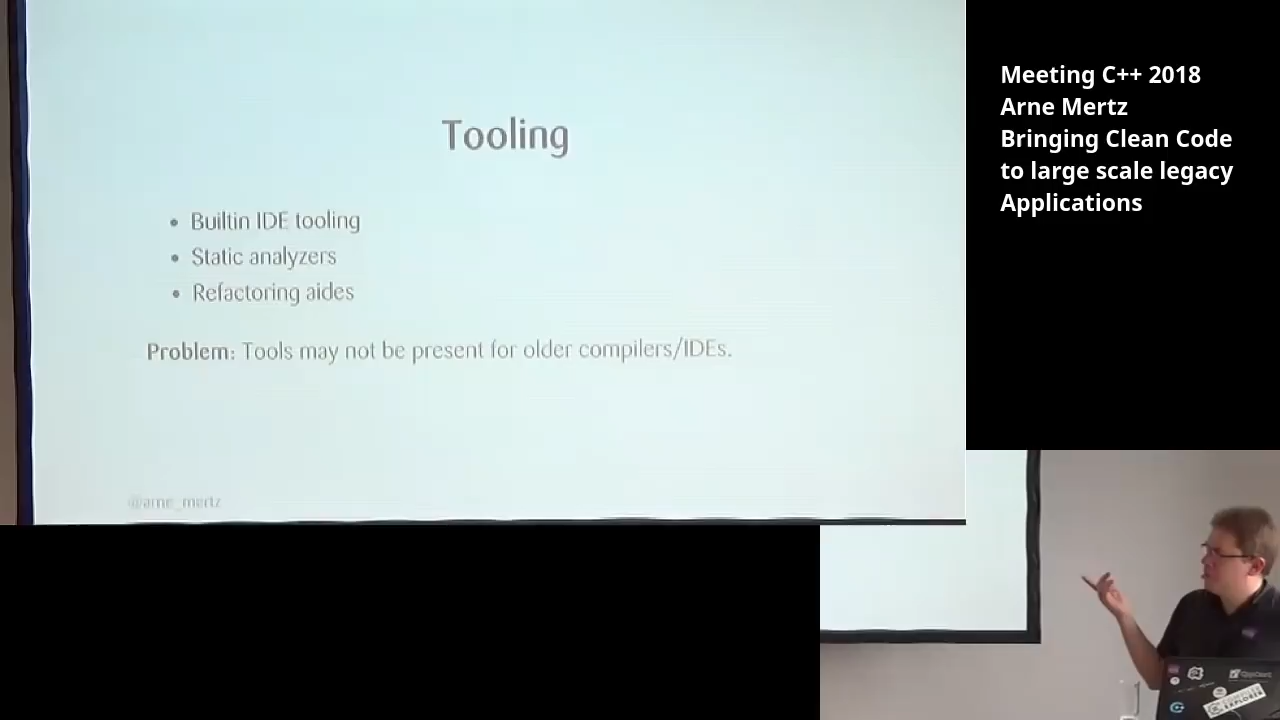 Tooling
Builtin IDE tooling
Static analyzers
Refactoring aides
Problem: Tools may not be present for older compilers/IDEs.
@arne_mertz
Meeting C++ 2018
Arne Mertz
Bringing Clean Code
to large scale legacy
Applications
EXPLORER